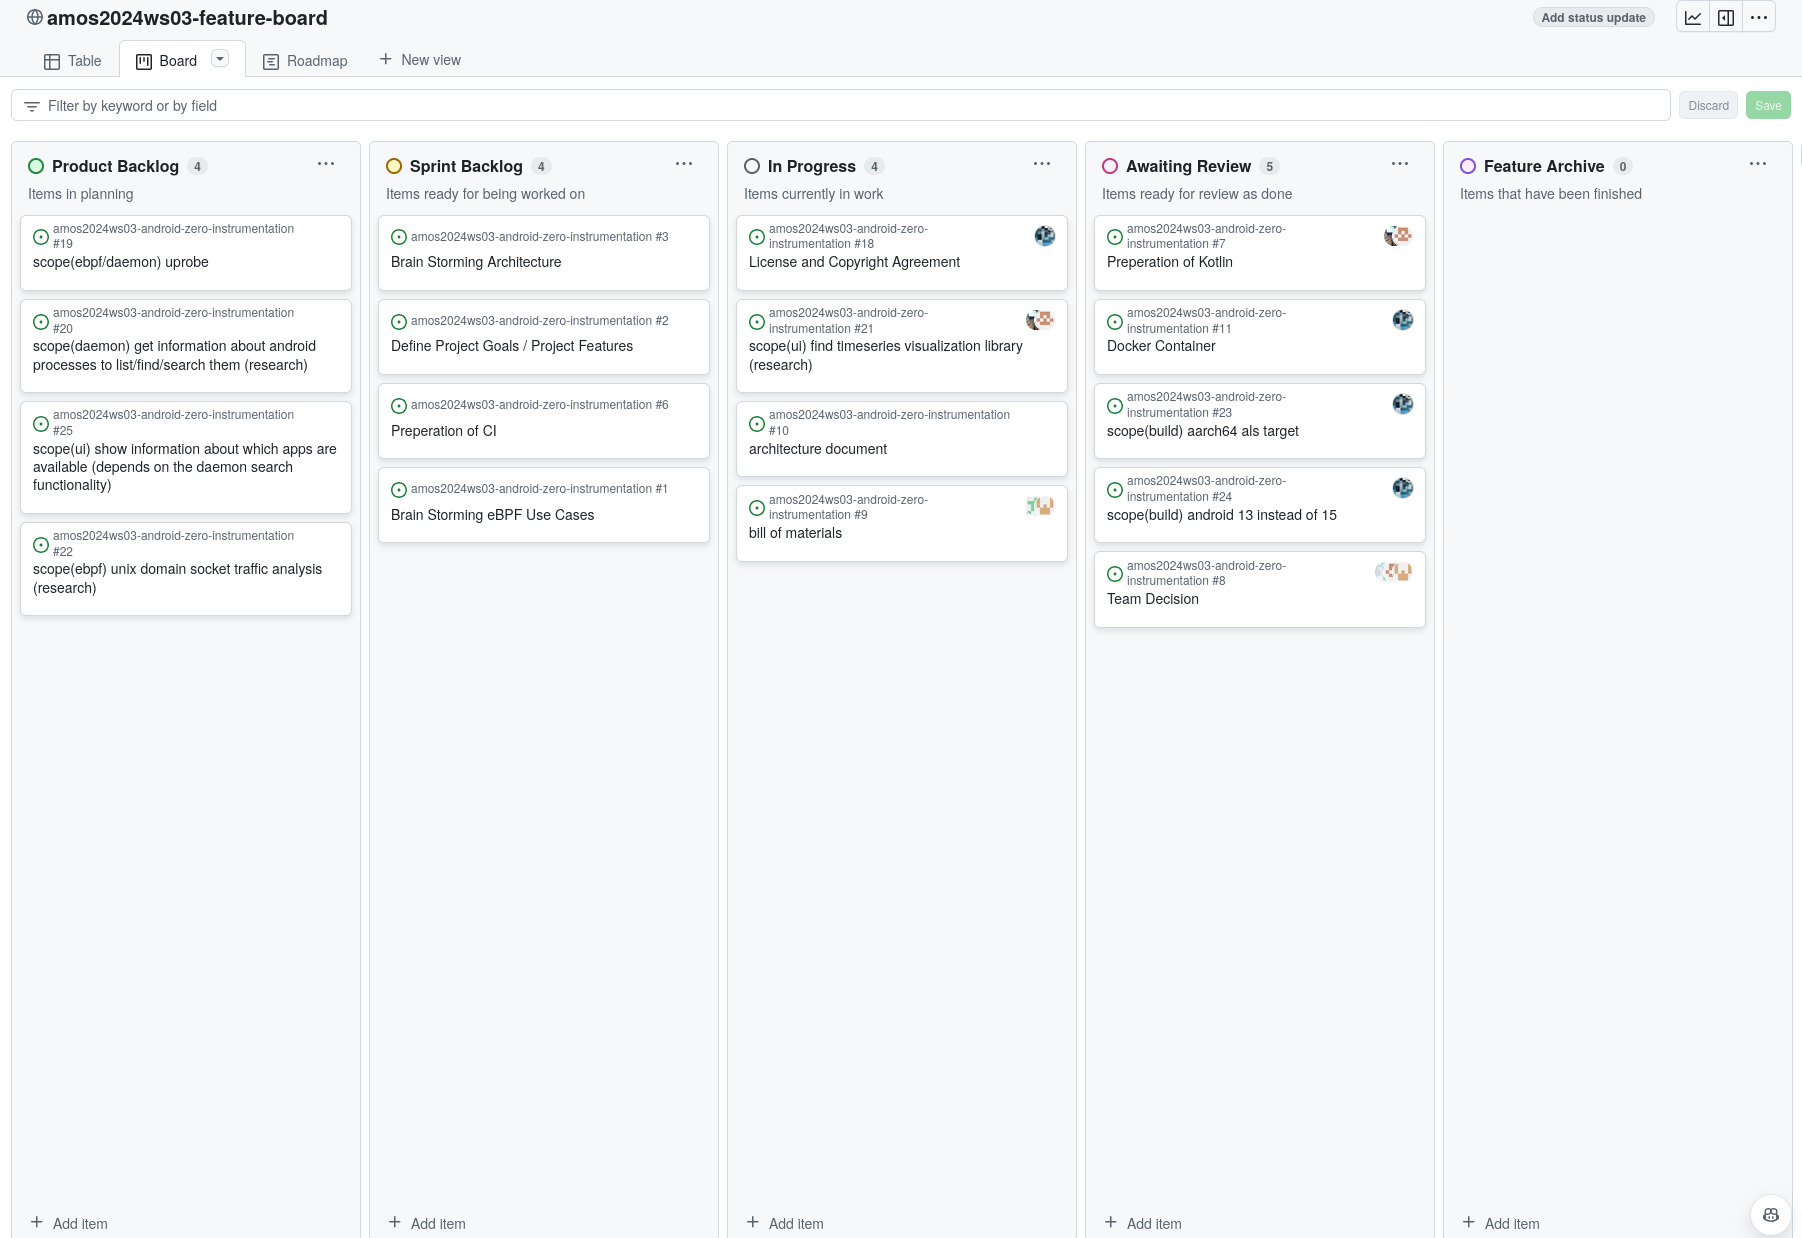 amos2024ws03-feature-board
Add status update
Table
Board
Roadmap
New view
Filter by keyword or by field
Discard
Save
Product Backlog 4
Items in planning
amos2024ws03-android-zero-instrumentation
#19
scope(ebpf/daemon) uprobe
amos2024ws03-android-zero-instrumentation
#20
scope(daemon) get information about android
processes to list/find/search them (research)
amos2024ws03-android-zero-instrumentation
#25
scope(ui) show information about which apps are
available (depends on the daemon search
functionality)
amos2024ws03-android-zero-instrumentation
#22
scope(ebpf) unix domain socket traffic analysis
(research)
Add item
Sprint Backlog 4
Items ready for being worked on
amos2024ws03-android-zero-instrumentation #3
Brain Storming Architecture
amos2024ws03-android-zero-instrumentation #2
Define Project Goals / Project Features
amos2024ws03-android-zero-instrumentation #6
Preperation of CI
amos2024ws03-android-zero-instrumentation #1
Brain Storming eBPF Use Cases
Add item
In Progress 4
Items currently in work
amos2024ws03-android-zero-
instrumentation #18
License and Copyright Agreement
amos2024ws03-android-zero-
instrumentation #21
scope(ui) find timeseries visualization library
(research)
amos2024ws03-android-zero-instrumentation
#10
architecture document
amos2024ws03-android-zero-
instrumentation #9
bill of materials
Add item
Awaiting Review 5
Items ready for review as done
amos2024ws03-android-zero-
instrumentation #7
Preperation of Kotlin
amos2024ws03-android-zero-
instrumentation #11
Docker Container
amos2024ws03-android-zero-
instrumentation #23
scope(build) aarch64 als target
amos2024ws03-android-zero-
instrumentation #24
scope(build) android 13 instead of 15
amos2024ws03-android-zero-
instrumentation #8
Team Decision
Add item
Feature Archive 0
Items that have been finished
Add item